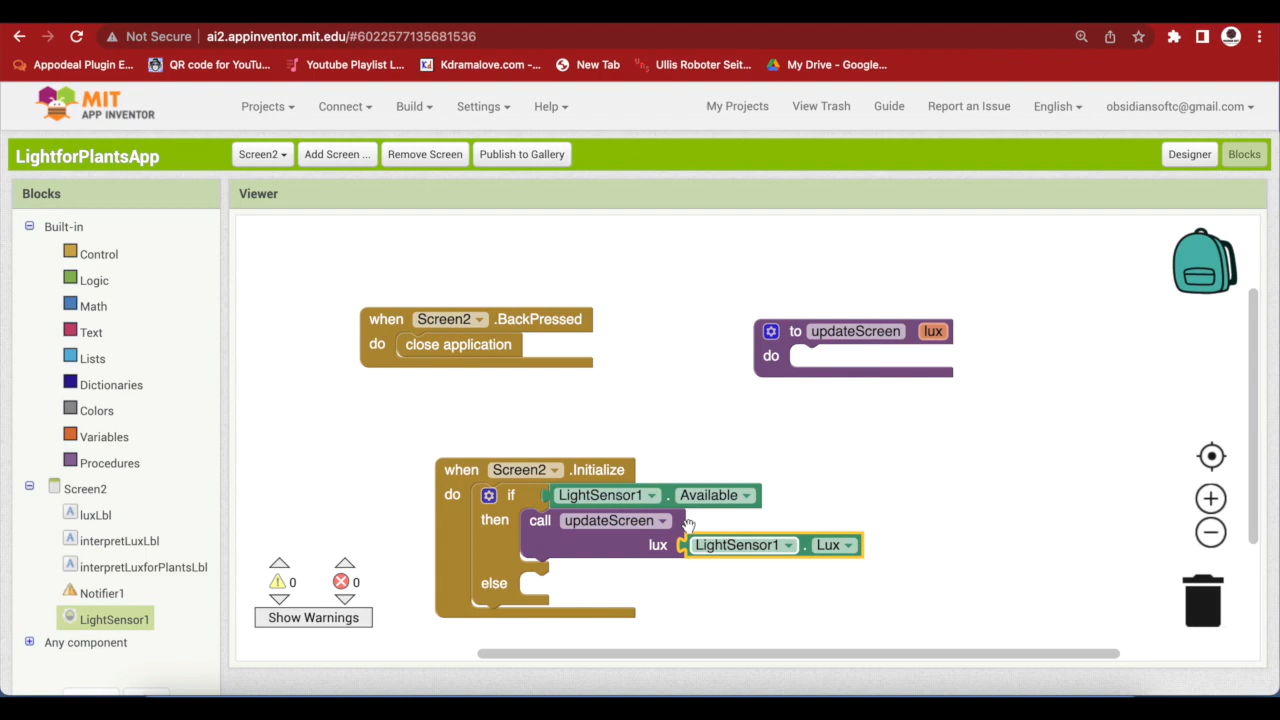 Not Secure ai2.appinventor.mit.edu/#6022577135681536
Appodeal Plugin E... QR code for YouTu... Youtube Playlist L... Kdramalove.com -... New Tab Ullis Roboter Seit... My Drive - Google...
MIT
APP INVENTOR
Projects Connect Build Settings Help My Projects View Trash Guide Report an Issue English obsidiansoftc@gmail.com
LightforPlantsApp Screen2 Add Screen ... Remove Screen Publish to Gallery Designer Blocks
Blocks
Viewer
Built-in
Control
Logic
Math
Text
Lists
Dictionaries
Colors
Variables
Procedures
Screen2
luxLbl
interpretLuxLbl
interpretLuxforPlantsLbl
Notifier1
LightSensor1
Any component
when Screen2 .BackPressed
do close application
to updateScreen lux
do
when Screen2 .Initialize
do if LightSensor1 . Available
then call updateScreen
lux LightSensor1 . Lux
else
0 0
Show Warnings